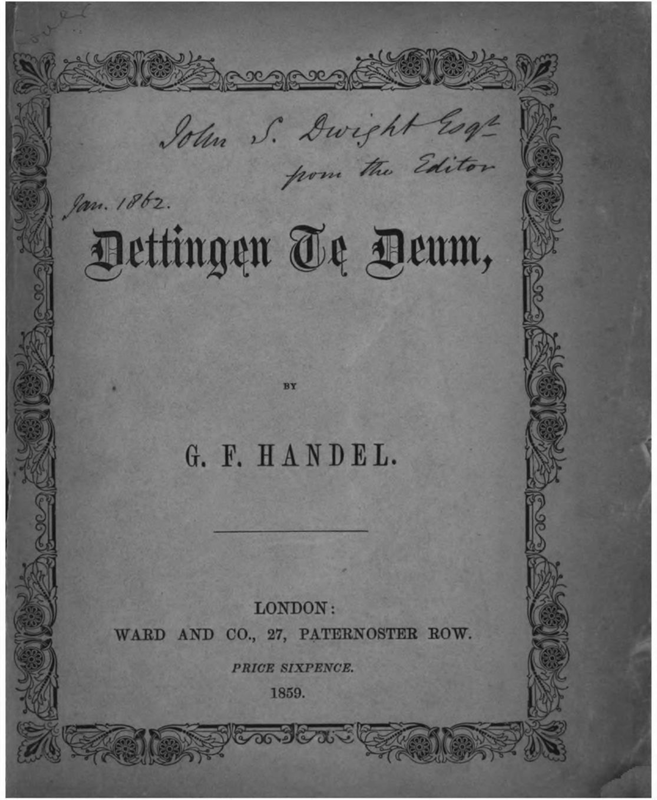 John S. Dwight Esqr
from the Editor
Jan. 1862.
Dettingen Te Deum,
BY
G. F. HANDEL.
LONDON:
WARD AND CO., 27, PATERNOSTER ROW.
PRICE SIXPENCE.
1859.